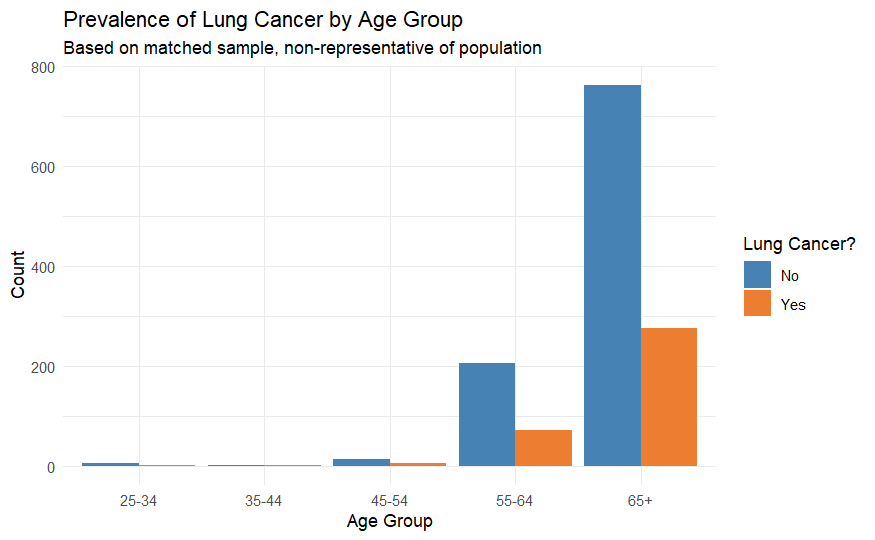 Prevalence of Lung Cancer by Age Group
Based on matched sample, non-representative of population
800
600
400
200
0
Count
25-34 35-44 45-54 55-64 65+
Age Group
Lung Cancer?
No
Yes